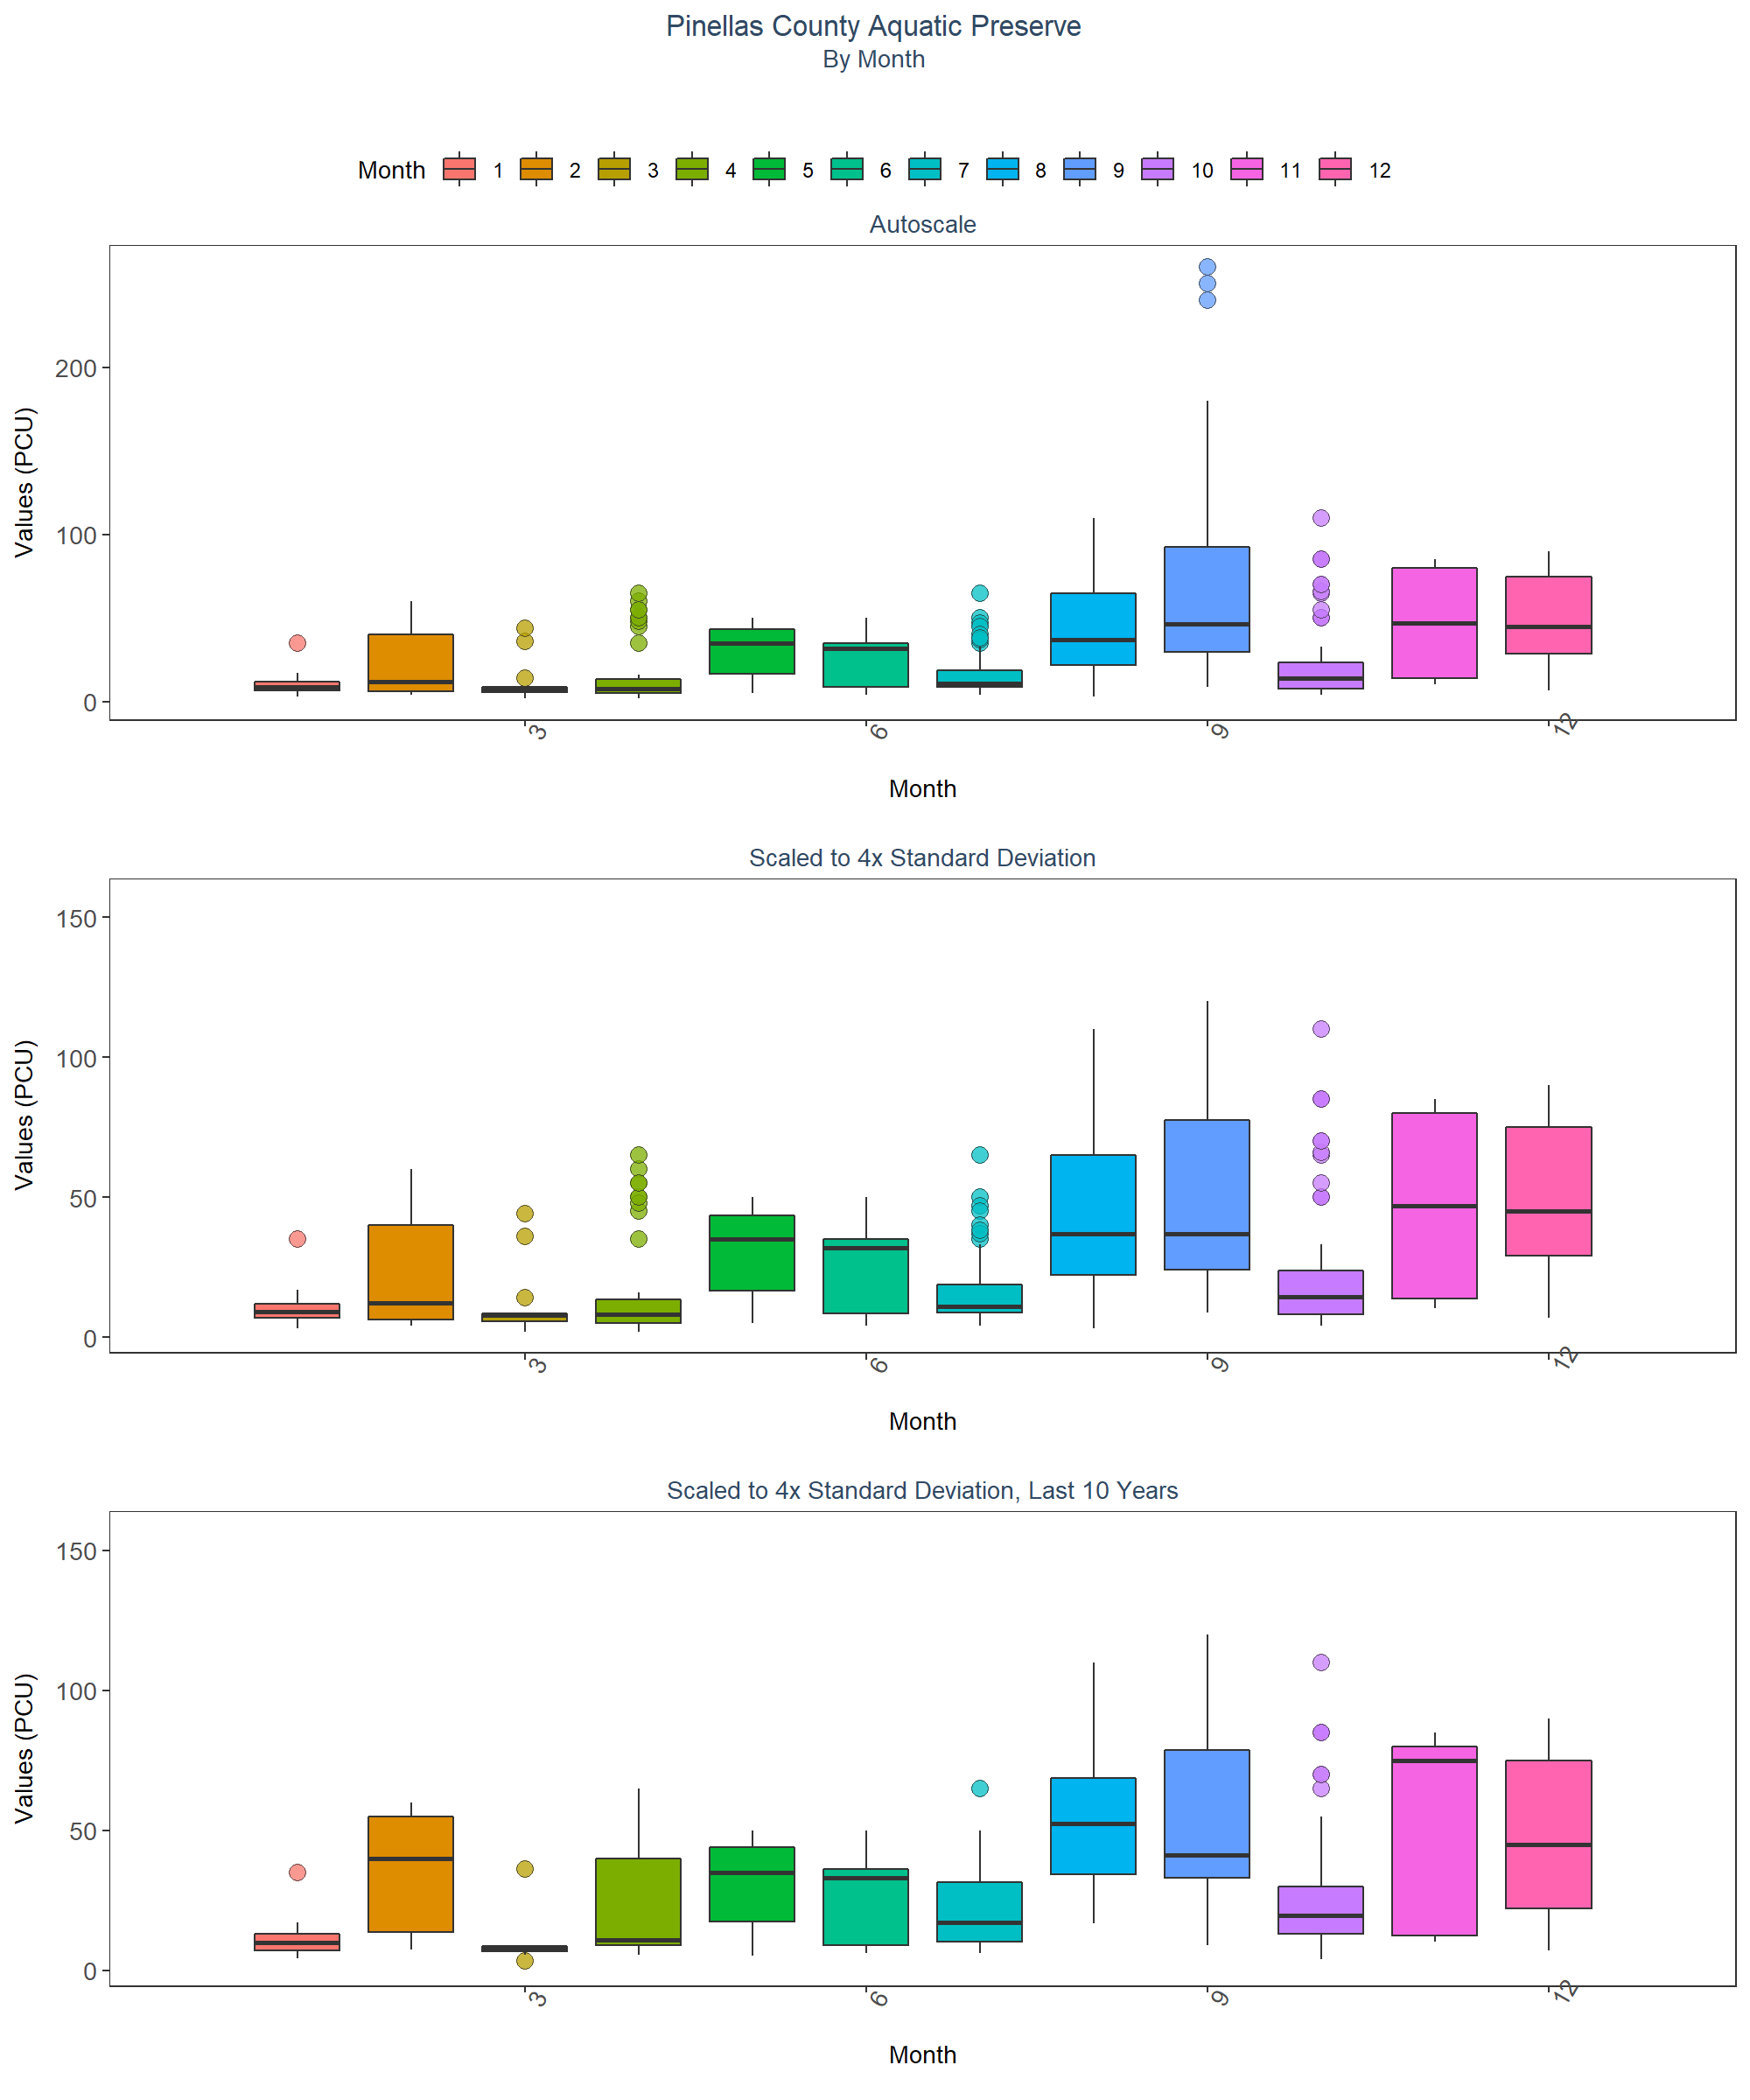 Pinellas County Aquatic Preserve
By Month
Month 1 2 3 4 5 6 7 8 9 10 11 12
Autoscale
Values (PCU)
200
100
0
3 6 9 12
Month
Scaled to 4x Standard Deviation
Values (PCU)
150
100
50
0
3 6 9 12
Month
Scaled to 4x Standard Deviation, Last 10 Years
Values (PCU)
150
100
50
0
3 6 9 12
Month